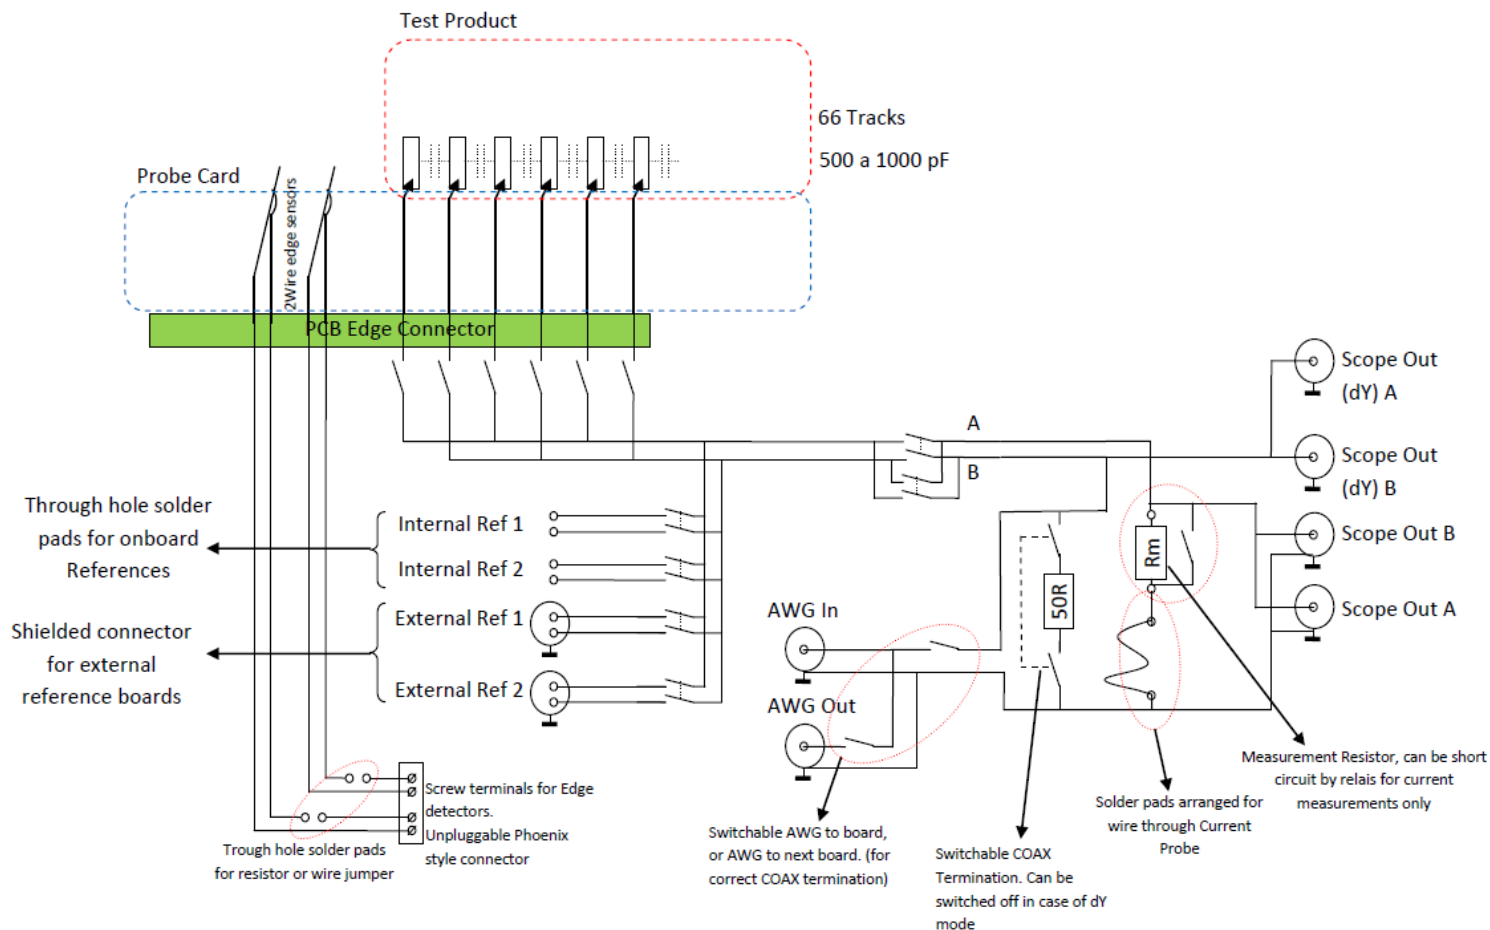 Test Product
66 Tracks
500 a 1000 pF
Probe Card
2Wire edge sensors
PCB Edge Connector
Scope Out
(dY) A
A
Scope Out
(dY) B
B
Through hole solder
pads for onboard
References
Internal Ref 1
Internal Ref 2
Rm
Scope Out B
50R
Scope Out A
Shielded connector
for external
reference boards
External Ref 1
External Ref 2
AWG In
AWG Out
Screw terminals for Edge
detectors.
Unpluggable Phoenix
style connector
Trough hole solder pads
for resistor or wire jumper
Switchable AWG to board,
or AWG to next board. (for
correct COAX termination)
Switchable COAX
Termination. Can be
switched off in case of dY
mode
Solder pads arranged for
wire through Current
Probe
Measurement Resistor, can be short
circuit by relais for current
measurements only